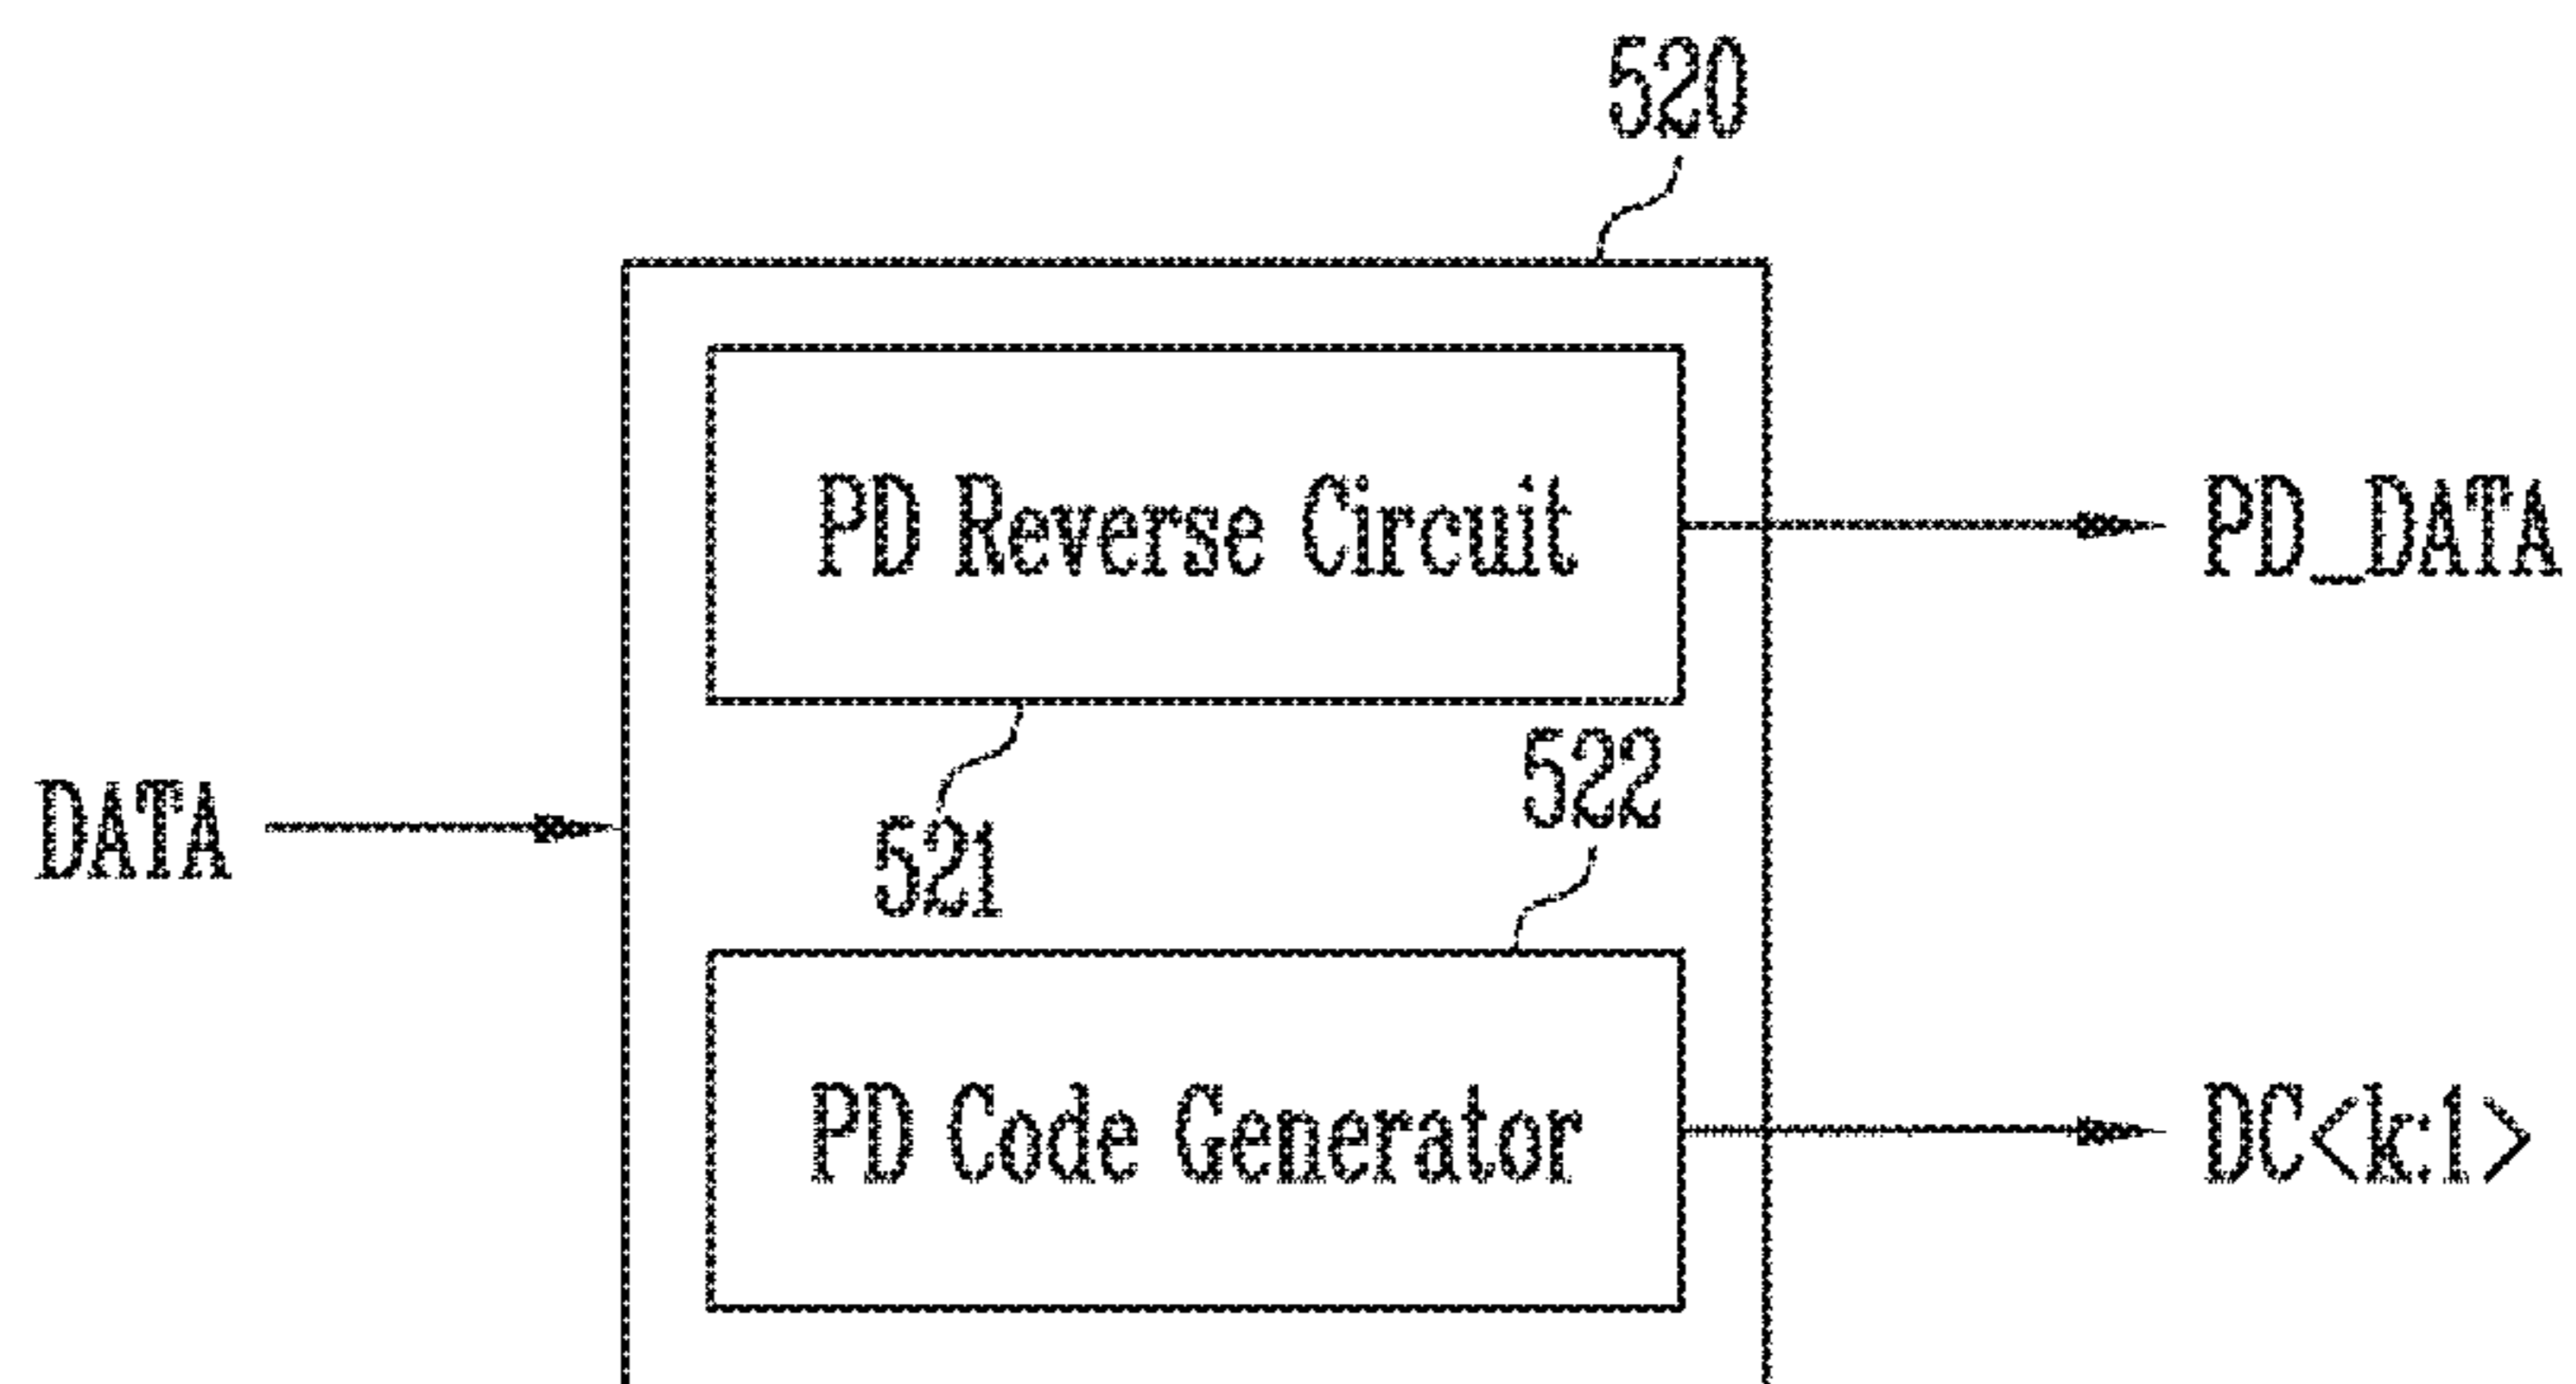 520
PD Reverse Circuit
PD_DATA
522
DATA
521
PD Code Generator
DC<k:1>